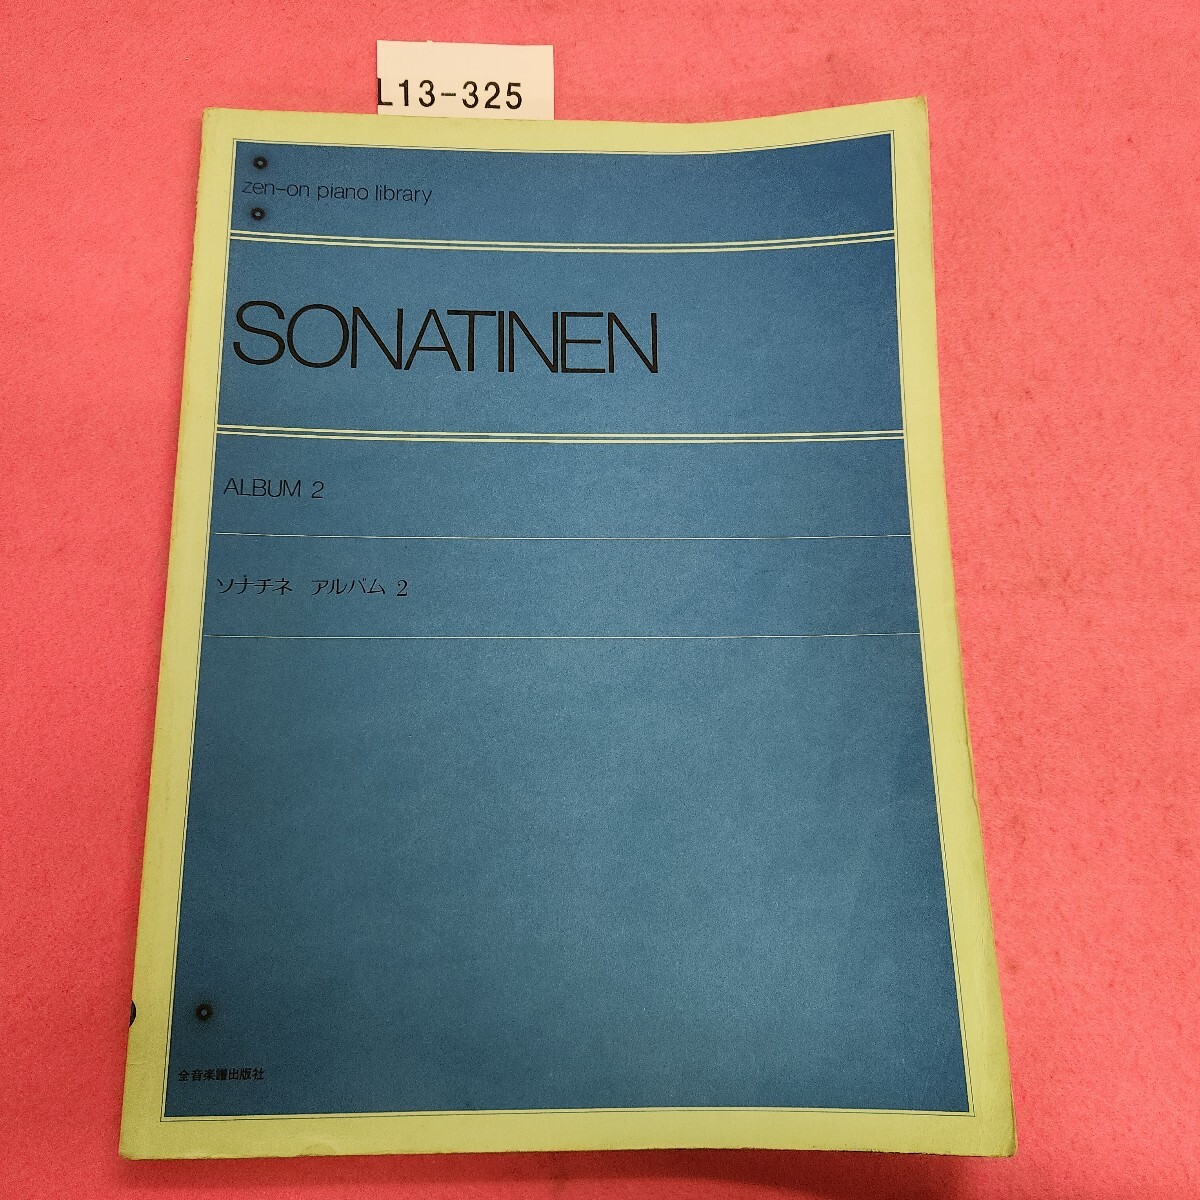 L13-325
zen-on piano library
SONATINEN
ALBUM 2
ソナチネ アルバム 2
全音楽譜出版社